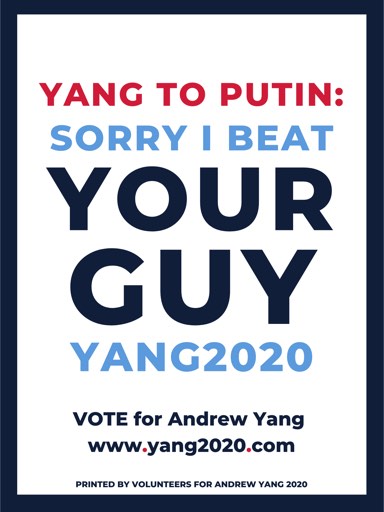 YANG TO PUTIN:
SORRY I BEAT
YOUR
GUY
YANG2020
VOTE for Andrew Yang
www.yang2020.com
PRINTED BY VOLUNTEERS FOR ANDREW YANG 2020